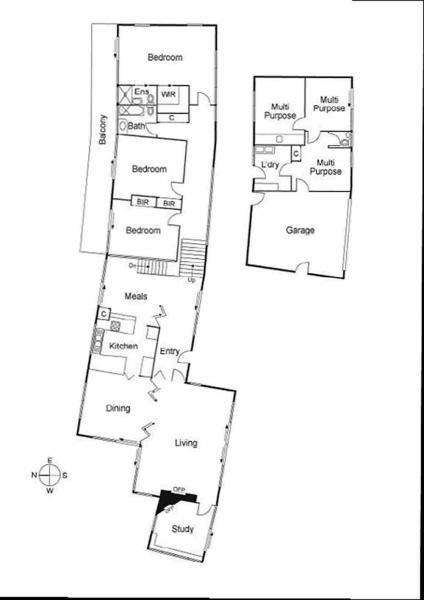 Bedroom
Ens
WIR
C
Bath
Bacony
Bedroom
BIR
BIR
Bedroom
Dn
Up
Meals
C
Kitchen
Entry
Dining
Living
OFP
OFP
Study
Multi
Purpose
Multi
Purpose
C
L'dry
Multi
Purpose
Garage
E
N
S
W